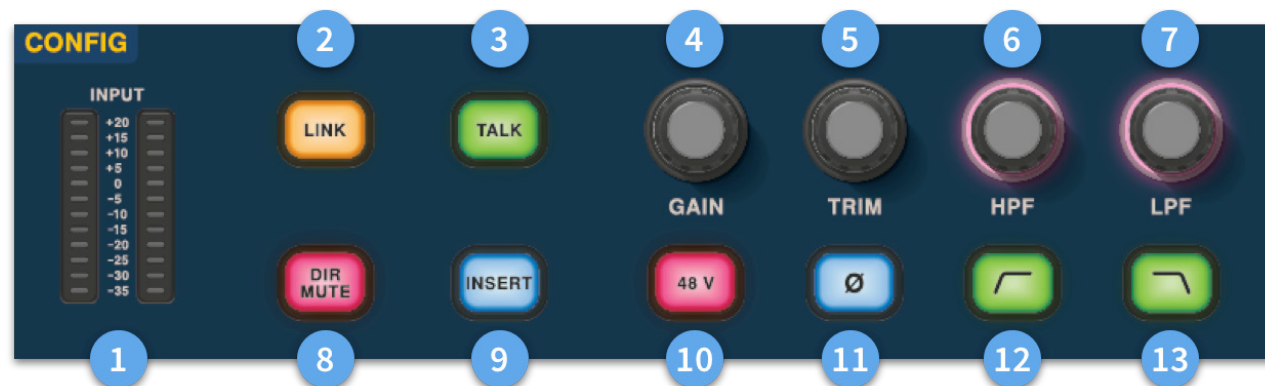 2 3 4 5 6 7
CONFIG
INPUT
+20
+15
+10
+5
0
-5
-10
-15
-20
-25
-30
-35
LINK TALK
GAIN TRIM HPF LPF
DIR
MUTE
INSERT 48 V Ø
1 8 9 10 11 12 13